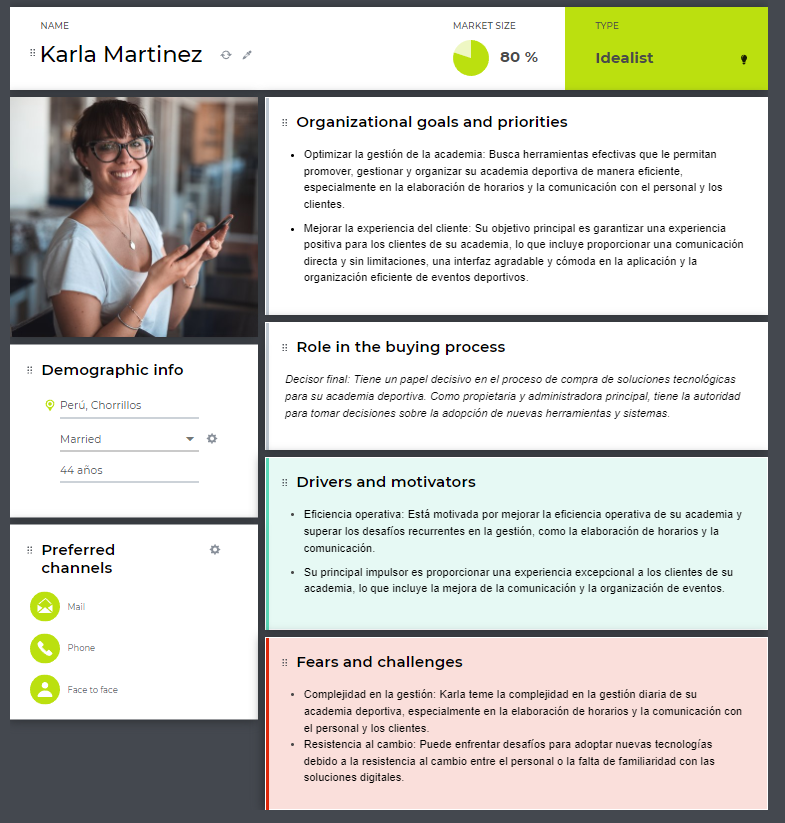 NAME
Karla Martinez
MARKET SIZE
80 %
TYPE
Idealist
Demographic info
Perú, Chorrillos
Married
44 años
Preferred
channels
Mail
Phone
Face to face
Organizational goals and priorities
• Optimizar la gestión de la academia: Busca herramientas efectivas que le permitan
promover, gestionar y organizar su academia deportiva de manera eficiente,
especialmente en la elaboración de horarios y la comunicación con el personal y los
clientes.
• Mejorar la experiencia del cliente: Su objetivo principal es garantizar una experiencia
positiva para los clientes de su academia, lo que incluye proporcionar una comunicación
directa y sin limitaciones, una interfaz agradable y cómoda en la aplicación y la
organización eficiente de eventos deportivos.
Role in the buying process
Decisor final: Tiene un papel decisivo en el proceso de compra de soluciones tecnológicas
para su academia deportiva. Como propietaria y administradora principal, tiene la autoridad
para tomar decisiones sobre la adopción de nuevas herramientas y sistemas.
Drivers and motivators
• Eficiencia operativa: Está motivada por mejorar la eficiencia operativa de su academia y
superar los desafíos recurrentes en la gestión, como la elaboración de horarios y la
comunicación.
• Su principal impulsor es proporcionar una experiencia excepcional a los clientes de su
academia, lo que incluye la mejora de la comunicación y la organización de eventos.
Fears and challenges
• Complejidad en la gestión: Karla teme la complejidad en la gestión diaria de su
academia deportiva, especialmente en la elaboración de horarios y la comunicación con
el personal y los clientes.
• Resistencia al cambio: Puede enfrentar desafíos para adoptar nuevas tecnologías
debido a la resistencia al cambio entre el personal o la falta de familiaridad con las
soluciones digitales.